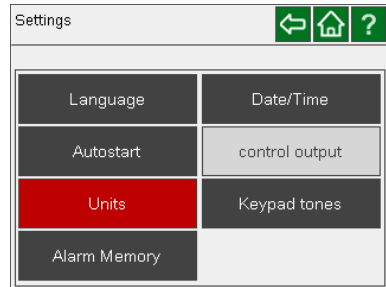 Settings
?
Language
Date/Time
Autostart
control output
Units
Keypad tones
Alarm Memory